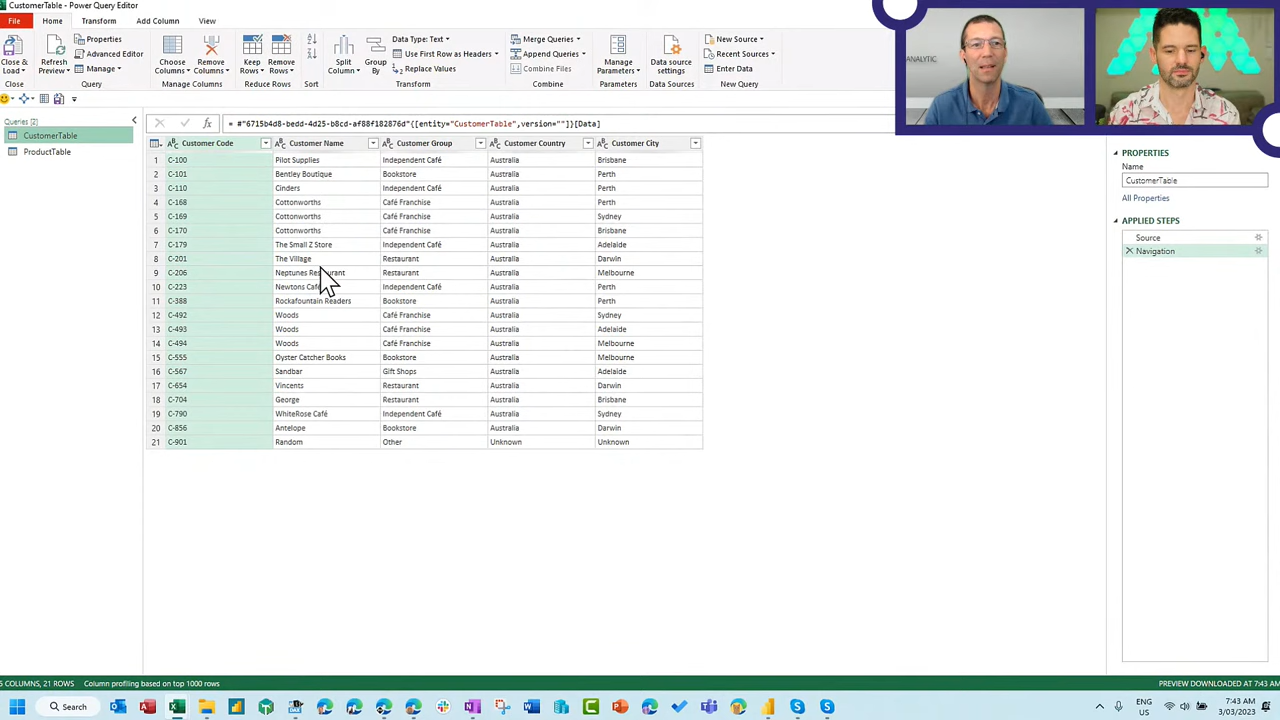 CustomerTable - Power Query Editor
File Home Transform Add Column View
Close & Load
Refresh Preview
Properties
Advanced Editor
Manage
Choose Columns
Remove Columns
Keep Rows
Remove Rows
Split Column
Group By
Data Type: Text
Use First Row as Headers
Replace Values
Merge Queries
Append Queries
Combine Files
Manage Parameters
Data source settings
New Source
Recent Sources
Enter Data
Close Query Manage Columns Reduce Rows Sort Transform Combine Parameters Data Sources New Query
ANALYTIC
Queries [2]
CustomerTable
ProductTable
= #"6715b4d8-bedd-4d25-b8cd-af88f182876d"{[entity="CustomerTable",version=""]}[Data]
Customer Code Customer Name Customer Group Customer Country Customer City
1 C-100 Pilot Supplies Independent Café Australia Brisbane
2 C-101 Bentley Boutique Bookstore Australia Perth
3 C-110 Cinders Independent Café Australia Perth
4 C-168 Cottonworths Café Franchise Australia Perth
5 C-169 Cottonworths Café Franchise Australia Sydney
6 C-170 Cottonworths Café Franchise Australia Brisbane
7 C-179 The Small Z Store Independent Café Australia Adelaide
8 C-201 The Village Restaurant Australia Darwin
9 C-206 Neptunes Restaurant Restaurant Australia Melbourne
10 C-223 Newtons Café Independent Café Australia Perth
11 C-388 Rockafountain Readers Bookstore Australia Perth
12 C-492 Woods Café Franchise Australia Sydney
13 C-493 Woods Café Franchise Australia Adelaide
14 C-494 Woods Café Franchise Australia Melbourne
15 C-555 Oyster Catcher Books Bookstore Australia Melbourne
16 C-567 Sandbar Gift Shops Australia Adelaide
17 C-654 Vincents Restaurant Australia Darwin
18 C-704 George Restaurant Australia Brisbane
19 C-790 WhiteRose Café Independent Café Australia Sydney
20 C-856 Antelope Bookstore Australia Darwin
21 C-901 Random Other Unknown Unknown
PROPERTIES
Name
CustomerTable
All Properties
APPLIED STEPS
Source
Navigation
COLUMNS, 21 ROWS Column profiling based on top 1000 rows
PREVIEW DOWNLOADED AT 7:43 AM
Search
ENG
US
7:43 AM
3/03/2023